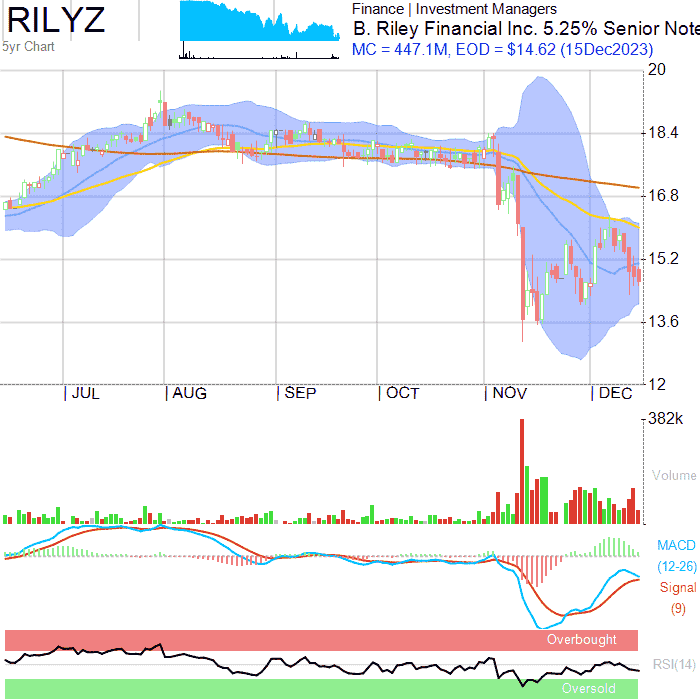 RILYZ
5yr Chart
Finance | Investment Managers
B. Riley Financial Inc. 5.25% Senior Note
MC = 447.1M, EOD = $14.62 (15Dec2023)
20
18.4
16.8
15.2
13.6
12
JUL AUG SEP OCT NOV DEC
382k
Volume
MACD
(12-26)
Signal
(9)
Overbought
RSI(14)
Oversold